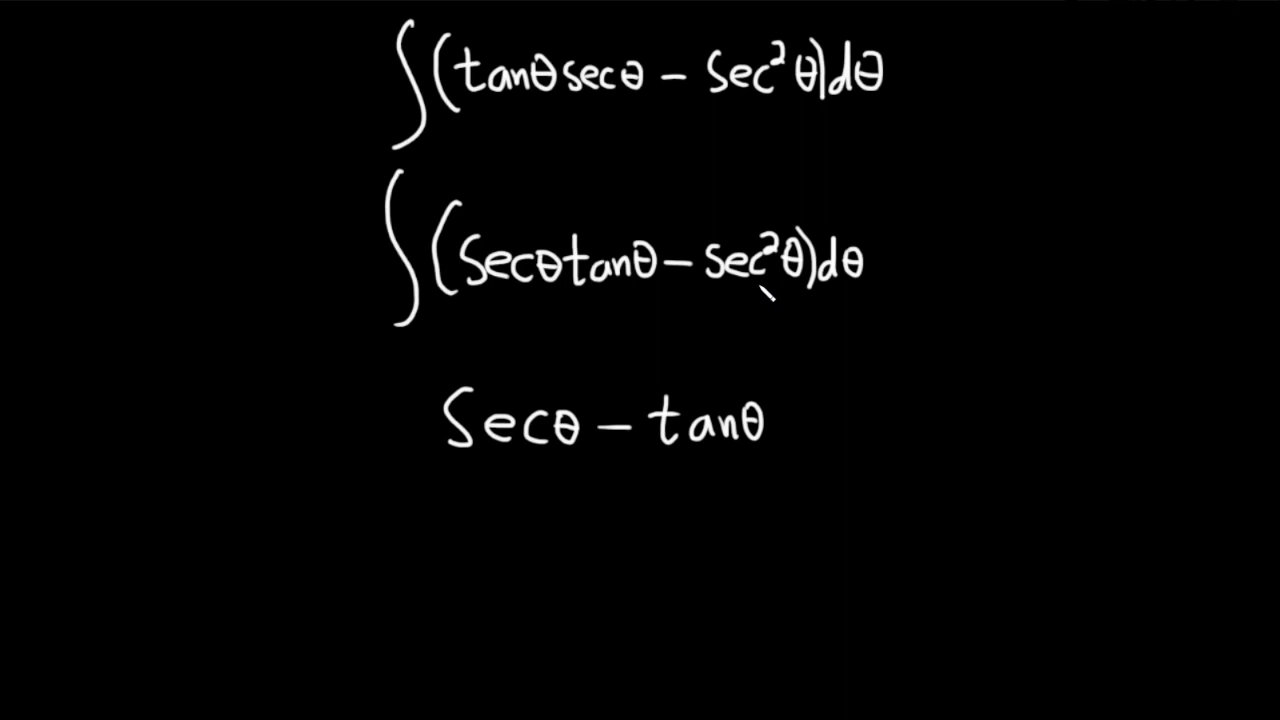 ∫(tanθsecθ − sec²θ)dθ
∫(secθtanθ − sec²θ)dθ
secθ − tanθ